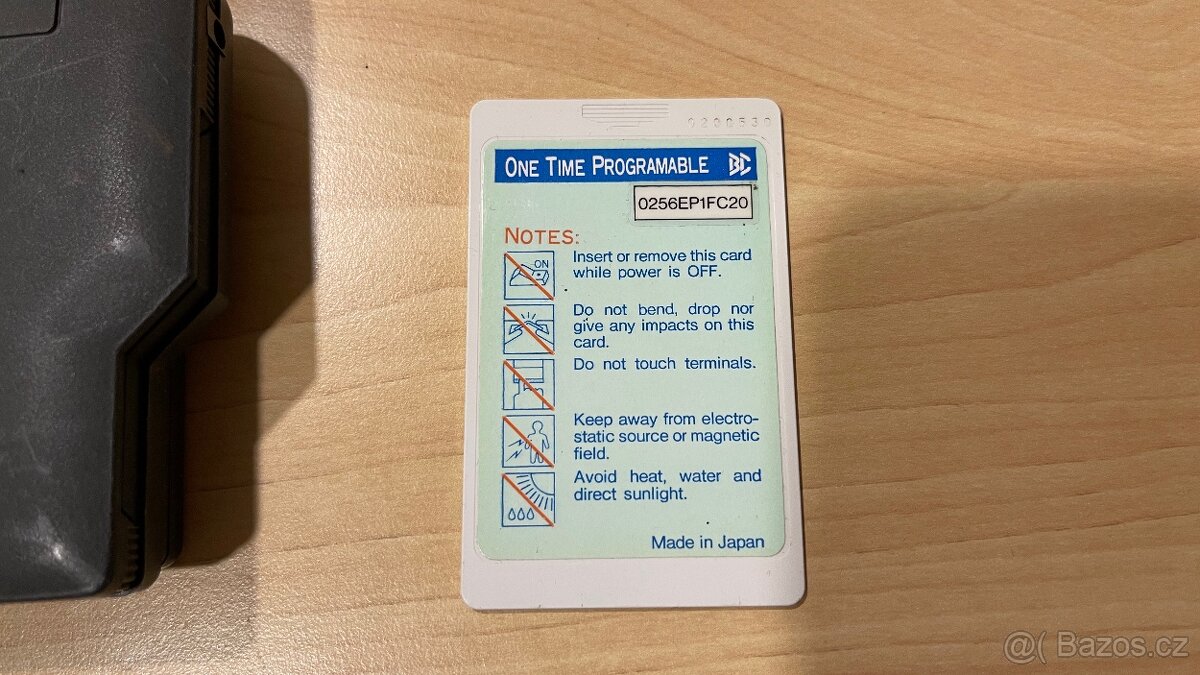 0200530
ONE TIME PROGRAMABLE BC
0256EP1FC20
NOTES:
ON
Insert or remove this card
while power is OFF.
Do not bend, drop nor
give any impacts on this
card.
Do not touch terminals.
Keep away from electro-
static source or magnetic
field.
Avoid heat, water and
direct sunlight.
Made in Japan
@( Bazos.cz